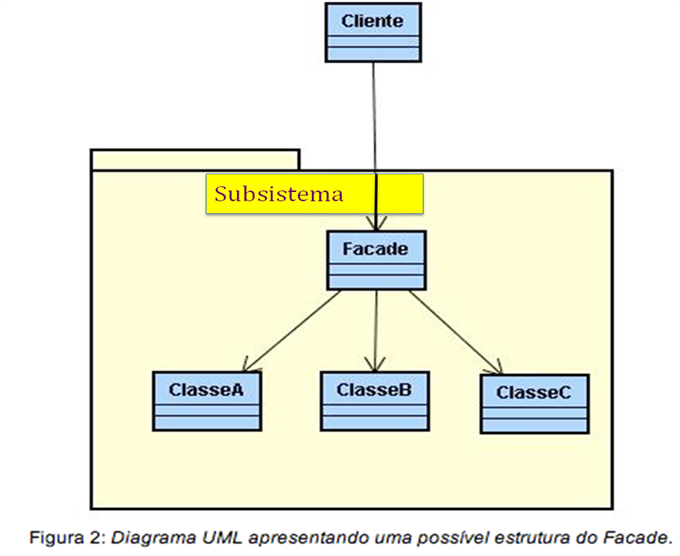 Cliente
Subsistema
Facade
ClasseA
ClasseB
ClasseC
Figura 2: Diagrama UML apresentando uma possível estrutura do Facade.